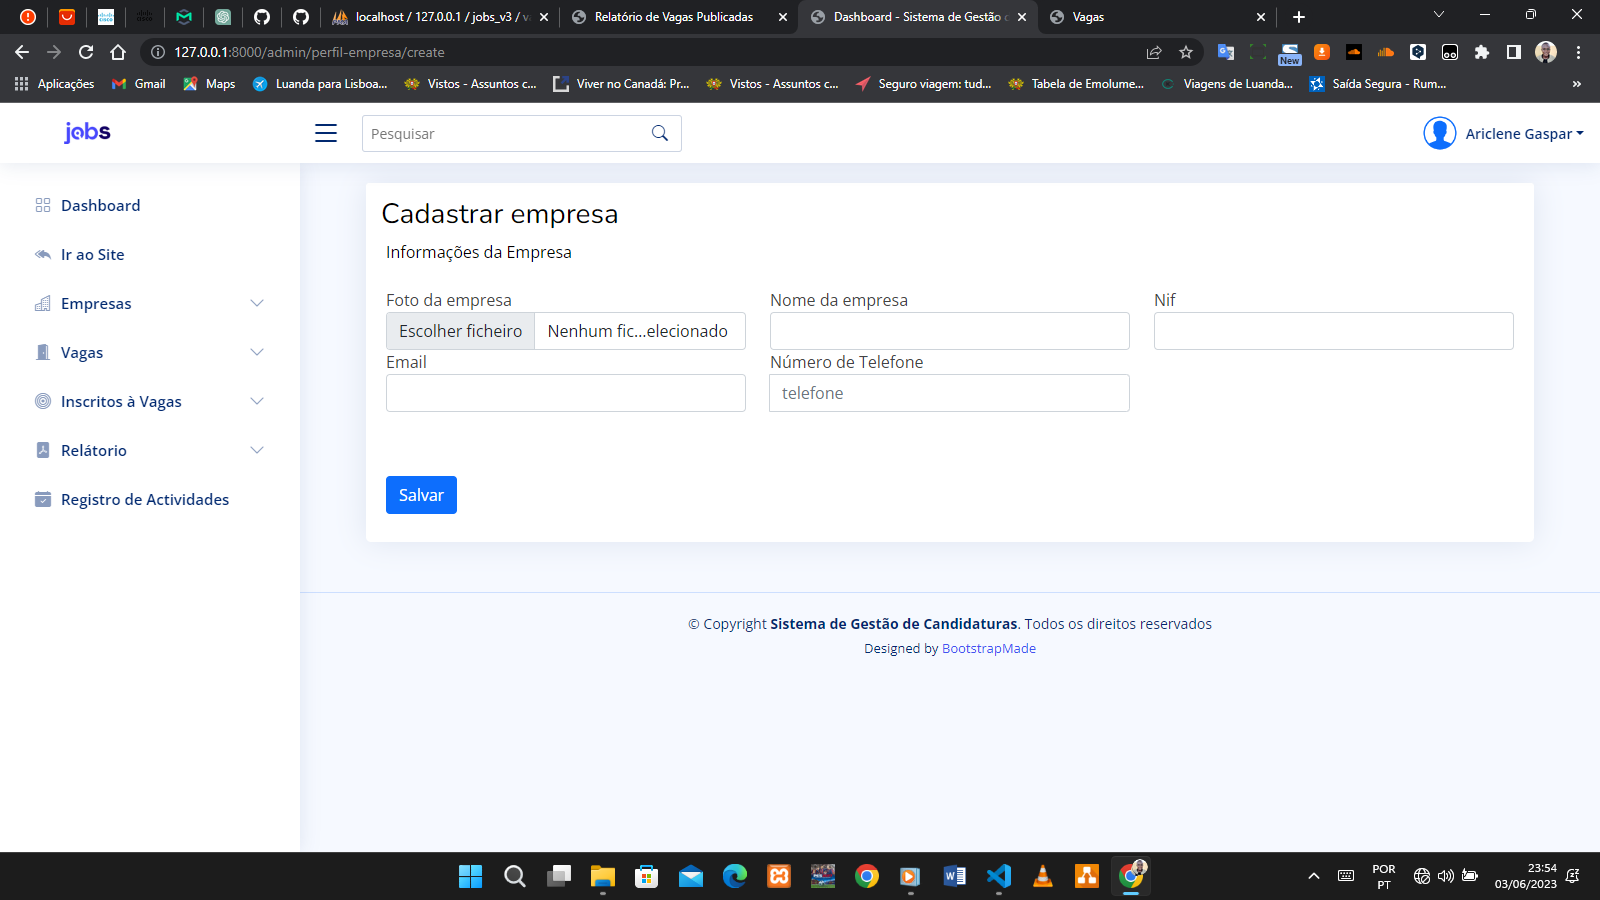 localhost / 127.0.0.1 / jobs_v3 / v
Relatório de Vagas Publicadas
Dashboard - Sistema de Gestão
Vagas
127.0.0.1:8000/admin/perfil-empresa/create
New
Aplicações
Gmail
Maps
Luanda para Lisboa...
Vistos - Assuntos c...
Viver no Canadá: Pr...
Vistos - Assuntos c...
Seguro viagem: tud...
Tabela de Emolume...
Viagens de Luanda...
Saída Segura - Rum...
»
jobs
Pesquisar
Ariclene Gaspar
Dashboard
Ir ao Site
Empresas
Vagas
Inscritos à Vagas
Relátorio
Registro de Actividades
Cadastrar empresa
Informações da Empresa
Foto da empresa
Nome da empresa
Nif
Escolher ficheiro
Nenhum fic...elecionado
Email
Número de Telefone
telefone
Salvar
© Copyright Sistema de Gestão de Candidaturas. Todos os direitos reservados
Designed by BootstrapMade
POR
PT
23:54
03/06/2023